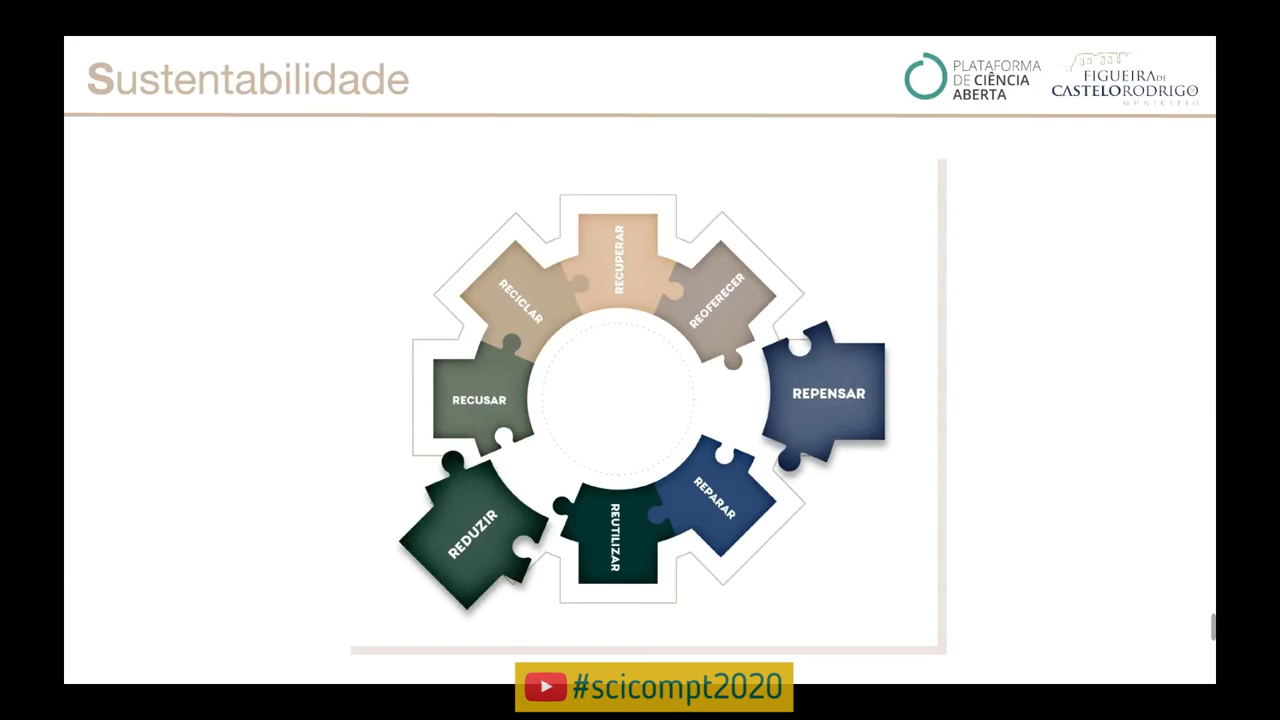 Sustentabilidade
PLATAFORMA
DE CIÊNCIA
ABERTA
FIGUEIRA DE
CASTELO RODRIGO
MUNICÍPIO
RECUPERAR
REOFERECER
REPENSAR
REPARAR
REUTILIZAR
REDUZIR
RECUSAR
RECICLAR
#scicompt2020